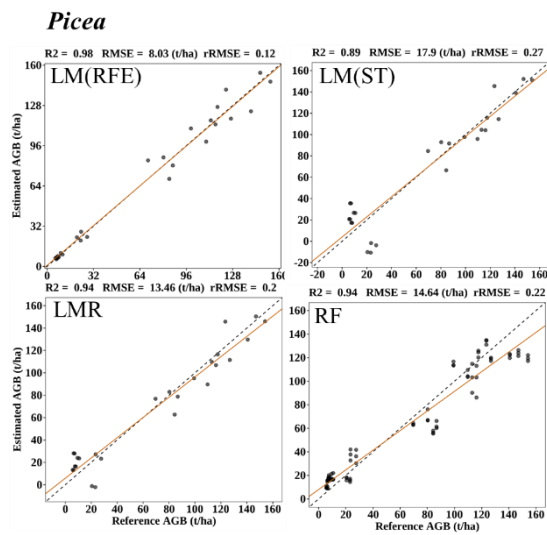 Picea
R2 = 0.98 RMSE = 8.03 (t/ha) rRMSE = 0.12
LM(RFE)
160
128
96
64
32
0
0 32 64 96 128 160
Estimated AGB (t/ha)
R2 = 0.89 RMSE = 17.9 (t/ha) rRMSE = 0.27
LM(ST)
160
140
120
100
80
60
40
20
0
-20
-20 0 20 40 60 80 100 120 140 160
R2 = 0.94 RMSE = 13.46 (t/ha) rRMSE = 0.2
LMR
160
140
120
100
80
60
40
20
0
0 20 40 60 80 100 120 140 160
Estimated AGB (t/ha)
Reference AGB (t/ha)
R2 = 0.94 RMSE = 14.64 (t/ha) rRMSE = 0.22
RF
160
140
120
100
80
60
40
20
0
0 20 40 60 80 100 120 140 160
Reference AGB (t/ha)